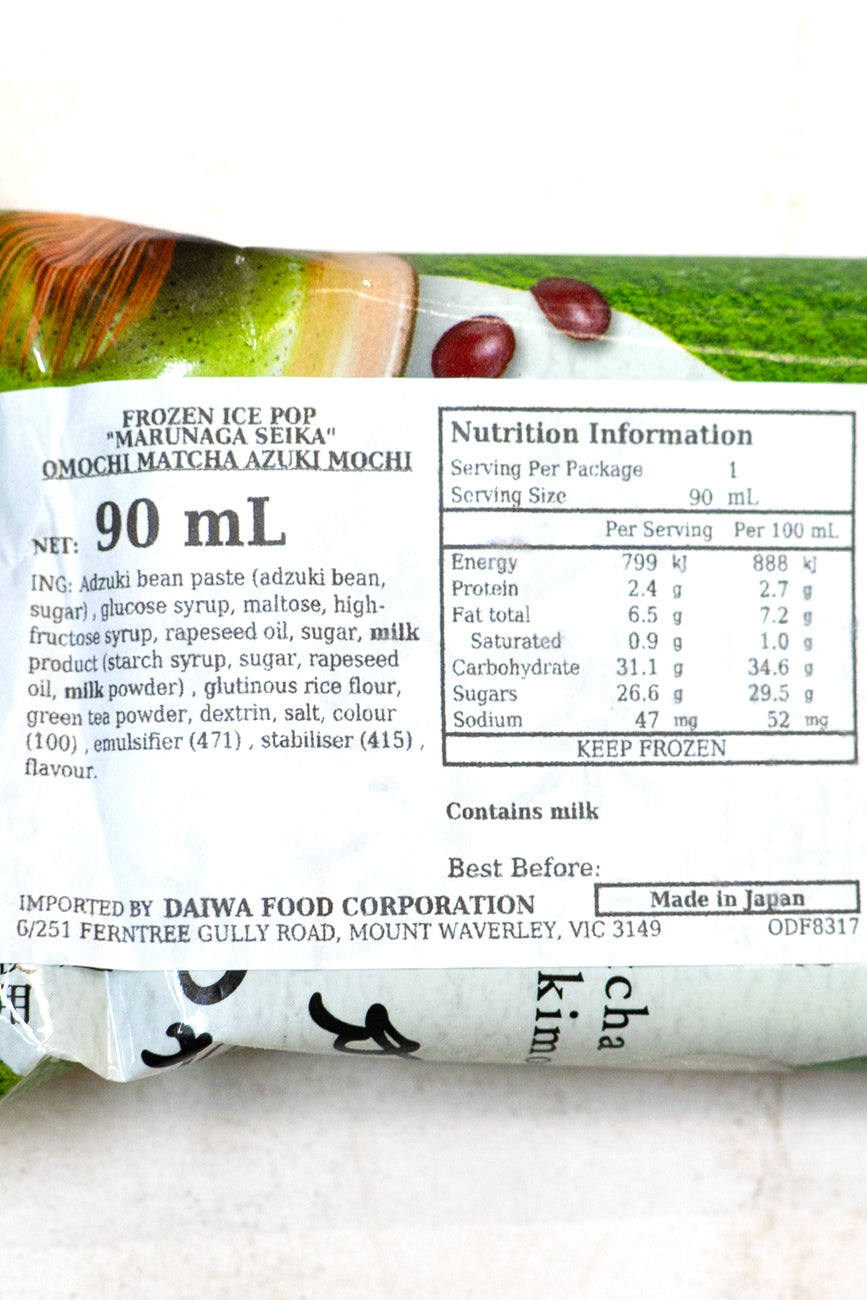 FROZEN ICE POP
"MARUNAGA SEIKA"
OMOCHI MATCHA AZUKI MOCHI
NET: 90 mL
ING: Adzuki bean paste (adzuki bean,
sugar) , glucose syrup, maltose, high-
fructose syrup, rapeseed oil, sugar, milk
product (starch syrup, sugar, rapeseed
oil, milk powder) , glutinous rice flour,
green tea powder, dextrin, salt, colour
(100) , emulsifier (471) , stabiliser (415) ,
flavour.
Nutrition Information
Serving Per Package 1
Serving Size 90 mL
Per Serving Per 100 mL
Energy 799 kJ 888 kJ
Protein 2.4 g 2.7 g
Fat total 6.5 g 7.2 g
Saturated 0.9 g 1.0 g
Carbohydrate 31.1 g 34.6 g
Sugars 26.6 g 29.5 g
Sodium 47 mg 52 mg
KEEP FROZEN
Contains milk
Best Before:
Made in Japan
IMPORTED BY DAIWA FOOD CORPORATION
G/251 FERNTREE GULLY ROAD, MOUNT WAVERLEY, VIC 3149
ODF8317
cha
kim
用